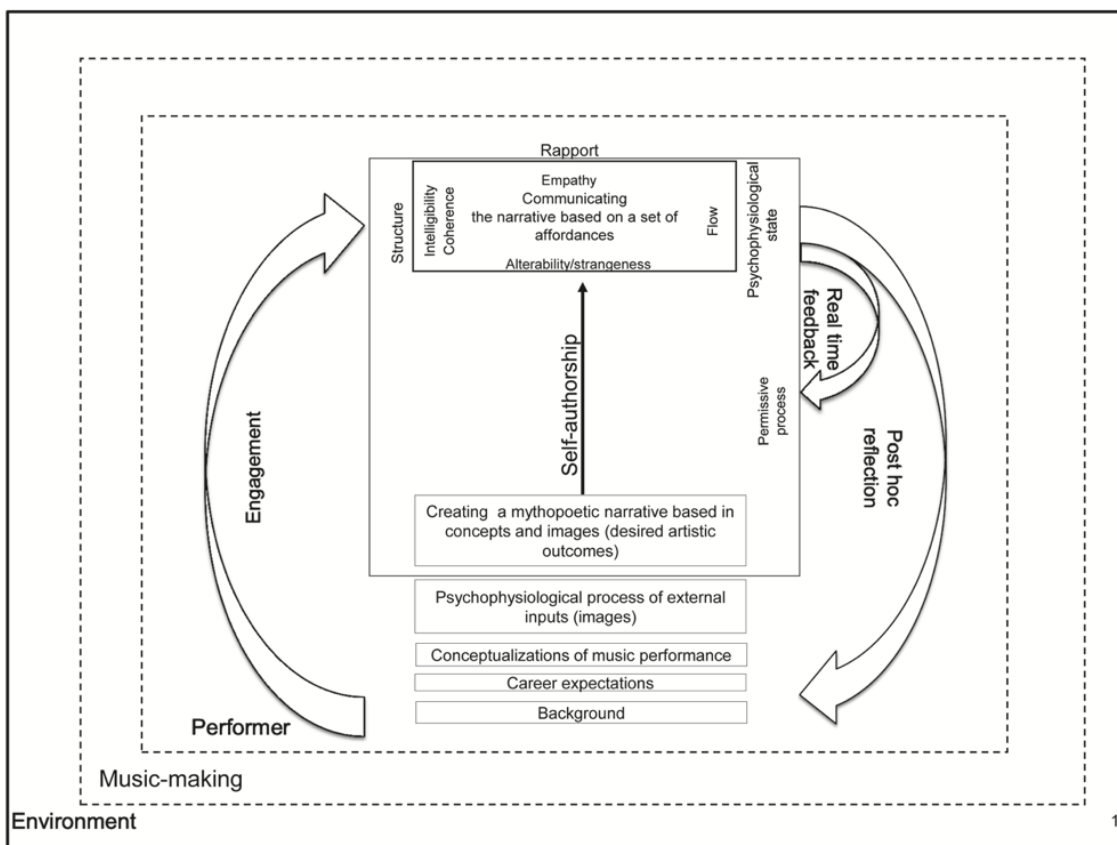 Rapport
Structure
Intelligibility
Coherence
Empathy
Communicating
the narrative based on a set of
affordances
Alterability/strangeness
Flow
Psychophysiological
state
Real time
feedback
Permissive
process
Self-authorship
Engagement
Post hoc
reflection
Creating a mythopoetic narrative based in
concepts and images (desired artistic
outcomes)
Psychophysiological process of external
inputs (images)
Conceptualizations of music performance
Career expectations
Background
Performer
Music-making
Environment
1